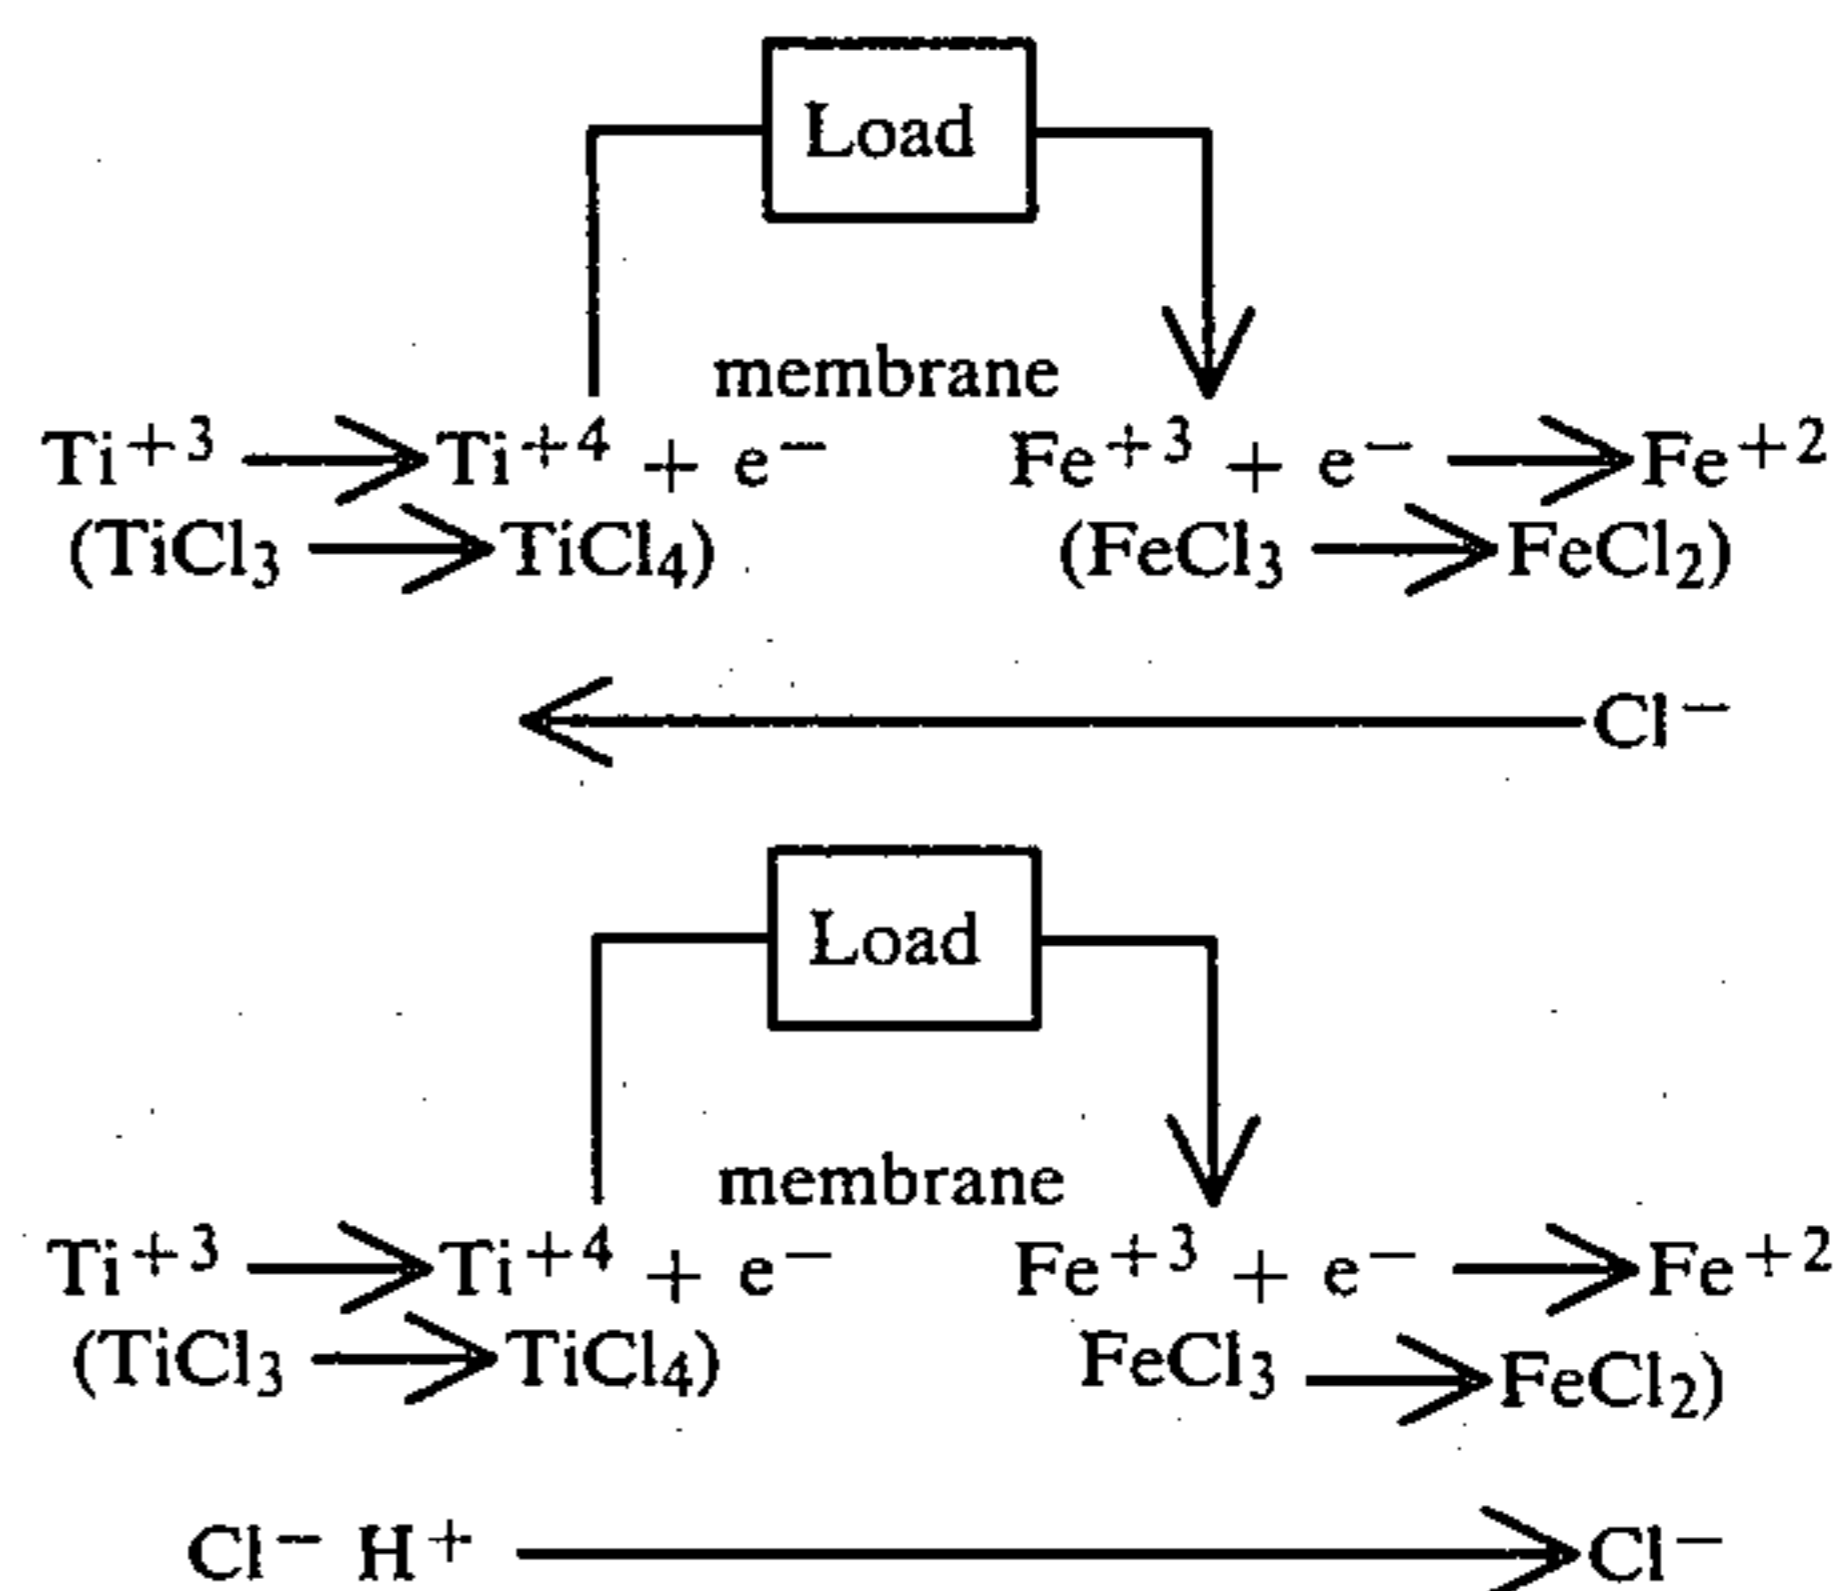 Load
membrane
Ti⁺³ → Ti⁺⁴ + e⁻ Fe⁺³ + e⁻ → Fe⁺²
(TiCl₃ → TiCl₄) (FeCl₃ → FeCl₂)
← Cl⁻
Load
membrane
Ti⁺³ → Ti⁺⁴ + e⁻ Fe⁺³ + e⁻ → Fe⁺²
(TiCl₃ → TiCl₄) FeCl₃ → FeCl₂)
Cl⁻ H⁺ → Cl⁻